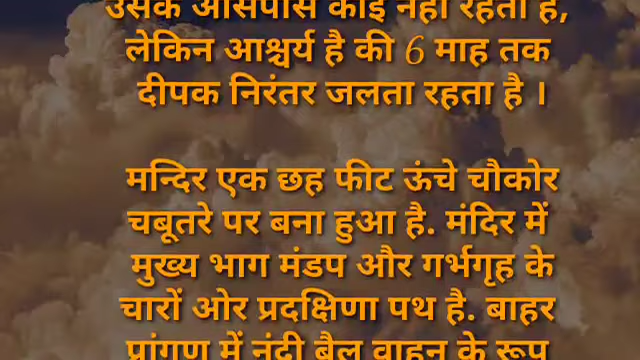 उसके आसपास कोई नही रहता है,
लेकिन आश्चर्य है की 6 माह तक
दीपक निरंतर जलता रहता है ।
मन्दिर एक छह फीट ऊंचे चौकोर
चबूतरे पर बना हुआ है. मंदिर में
मुख्य भाग मंडप और गर्भगृह के
चारों ओर प्रदक्षिणा पथ है. बाहर
प्रांगण में नंदी बैल वाहन के रूप